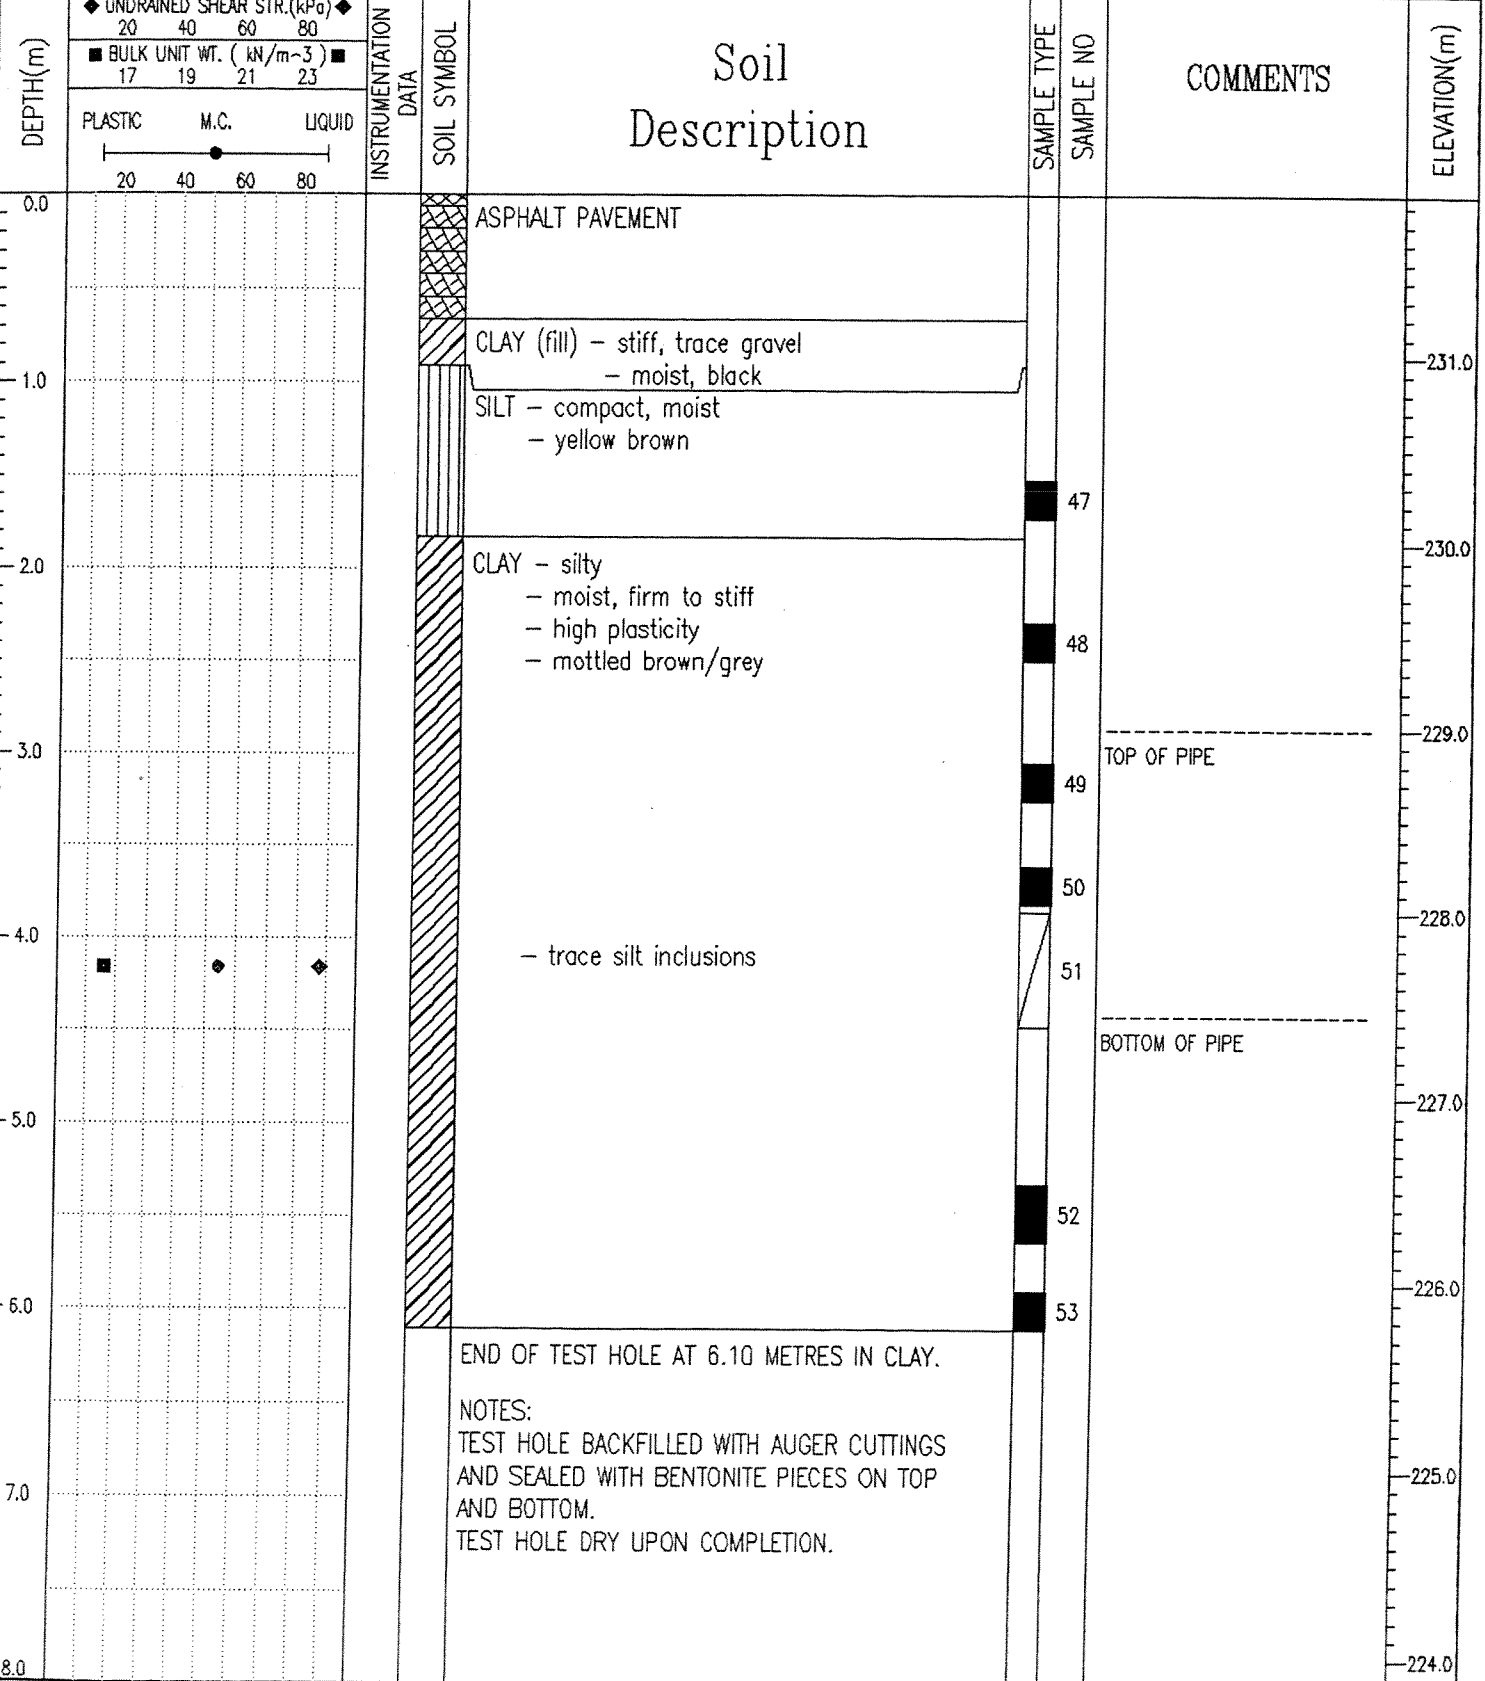 ◆ UNDRAINED SHEAR STR.(kPa) ◆
20 40 60 80
■ BULK UNIT WT. ( kN/m~3 ) ■
17 19 21 23
PLASTIC M.C. LIQUID
20 40 60 80
DEPTH(m)
INSTRUMENTATION
DATA
SOIL SYMBOL
Soil
Description
SAMPLE TYPE
SAMPLE NO
COMMENTS
ELEVATION(m)
0.0
ASPHALT PAVEMENT
CLAY (fill) – stiff, trace gravel
– moist, black
231.0
1.0
SILT – compact, moist
– yellow brown
47
230.0
2.0
CLAY – silty
– moist, firm to stiff
– high plasticity
– mottled brown/grey
48
229.0
3.0
TOP OF PIPE
49
50
228.0
4.0
– trace silt inclusions
51
BOTTOM OF PIPE
227.0
5.0
52
226.0
6.0
53
END OF TEST HOLE AT 6.10 METRES IN CLAY.
NOTES:
TEST HOLE BACKFILLED WITH AUGER CUTTINGS
AND SEALED WITH BENTONITE PIECES ON TOP
AND BOTTOM.
TEST HOLE DRY UPON COMPLETION.
225.0
7.0
8.0
224.0